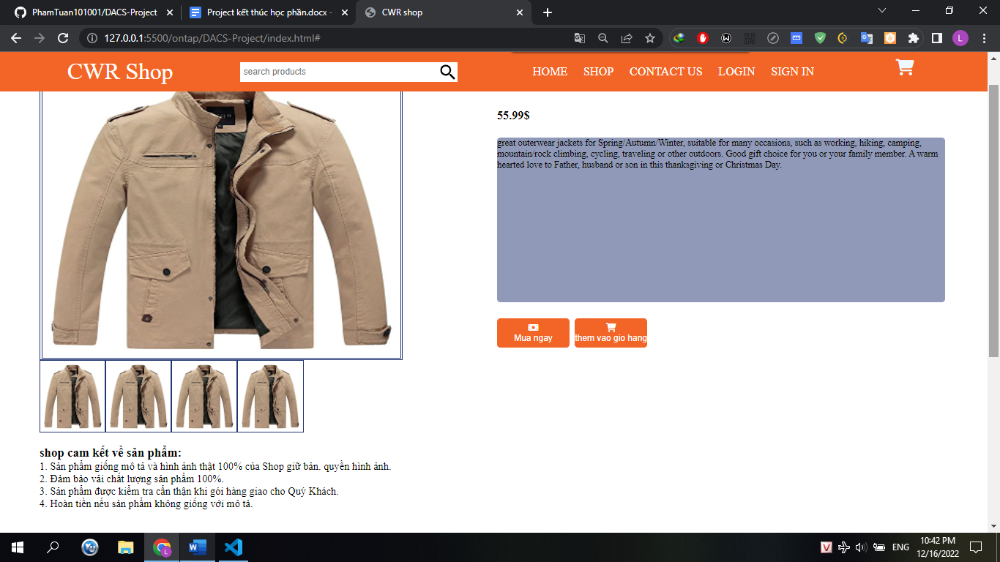 PhamTuan101001/DACS-Project
Project kết thúc học phần.docx -
CWR shop
127.0.0.1:5500/ontap/DACS-Project/index.html#
L
CWR Shop
search products
HOME
SHOP
CONTACT US
LOGIN
SIGN IN
55.99$
great outerwear jackets for Spring/Autumn/Winter, suitable for many occasions, such as working, hiking, camping,
mountain/rock climbing, cycling, traveling or other outdoors. Good gift choice for you or your family member. A warm
hearted love to Father, husband or son in this thanksgiving or Christmas Day.
Mua ngay
them vao gio hang
shop cam kết về sản phẩm:
1. Sản phẩm giống mô tả và hình ảnh thật 100% của Shop giữ bản. quyền hình ảnh.
2. Đảm bảo vải chất lượng sản phẩm 100%.
3. Sản phẩm được kiểm tra cẩn thận khi gói hàng giao cho Quý Khách.
4. Hoàn tiền nếu sản phẩm không giống với mô tả.
ENG
10:42 PM
12/16/2022